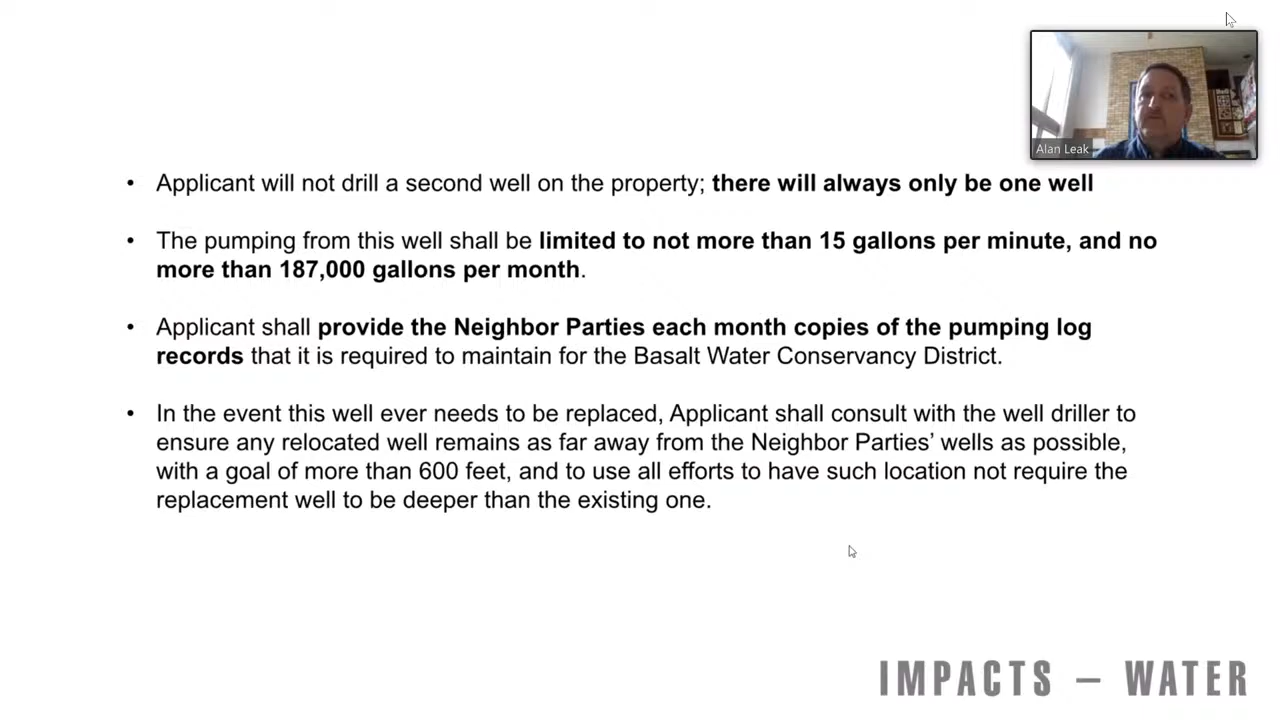 Alan Leak
• Applicant will not drill a second well on the property; there will always only be one well
• The pumping from this well shall be limited to not more than 15 gallons per minute, and no
more than 187,000 gallons per month.
• Applicant shall provide the Neighbor Parties each month copies of the pumping log
records that it is required to maintain for the Basalt Water Conservancy District.
• In the event this well ever needs to be replaced, Applicant shall consult with the well driller to
ensure any relocated well remains as far away from the Neighbor Parties’ wells as possible,
with a goal of more than 600 feet, and to use all efforts to have such location not require the
replacement well to be deeper than the existing one.
IMPACTS – WATER